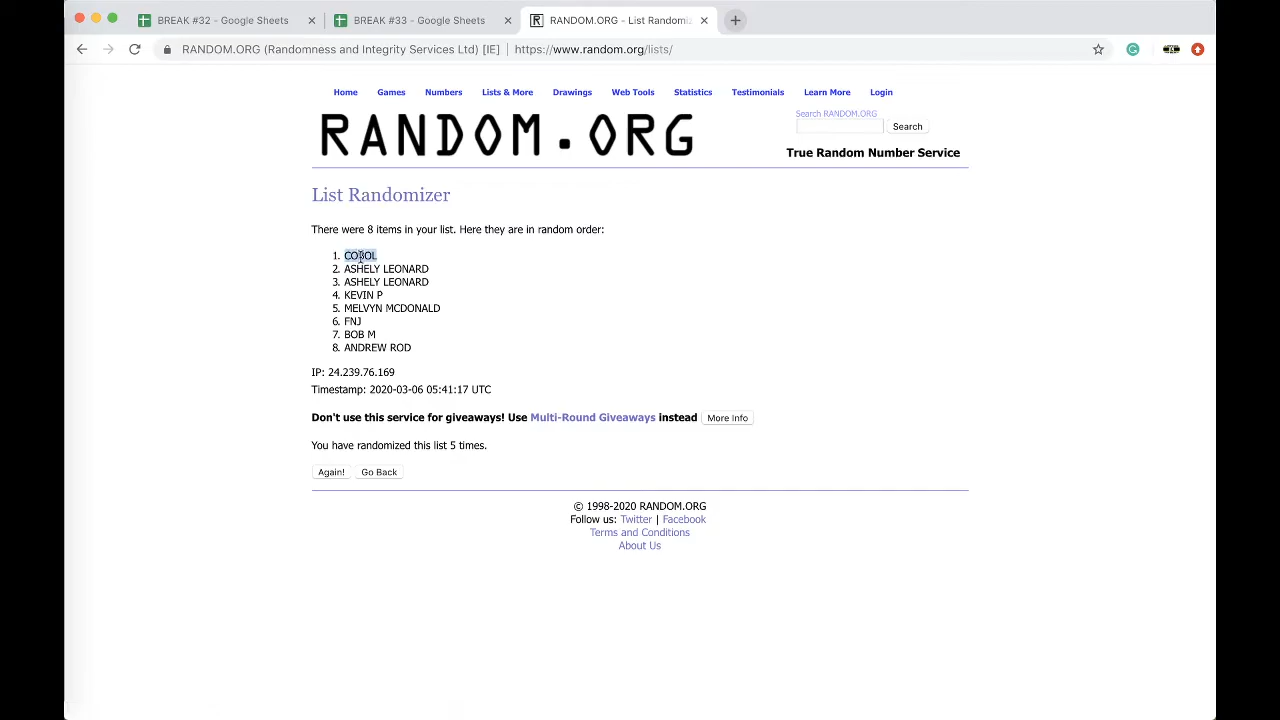 BREAK #32 - Google Sheets
BREAK #33 - Google Sheets
RANDOM.ORG - List Randomiz
RANDOM.ORG (Randomness and Integrity Services Ltd) [IE] | https://www.random.org/lists/
Home Games Numbers Lists & More Drawings Web Tools Statistics Testimonials Learn More Login
RANDOM.ORG
Search RANDOM.ORG
Search
True Random Number Service
List Randomizer
There were 8 items in your list. Here they are in random order:
1.
2. ASHELY LEONARD
3. ASHELY LEONARD
4. KEVIN P
5. MELVYN MCDONALD
6. FNJ
7. BOB M
8. ANDREW ROD
IP: 24.239.76.169
Timestamp: 2020-03-06 05:41:17 UTC
Don't use this service for giveaways! Use Multi-Round Giveaways instead More Info
You have randomized this list 5 times.
Again! Go Back
© 1998-2020 RANDOM.ORG
Follow us: Twitter | Facebook
Terms and Conditions
About Us